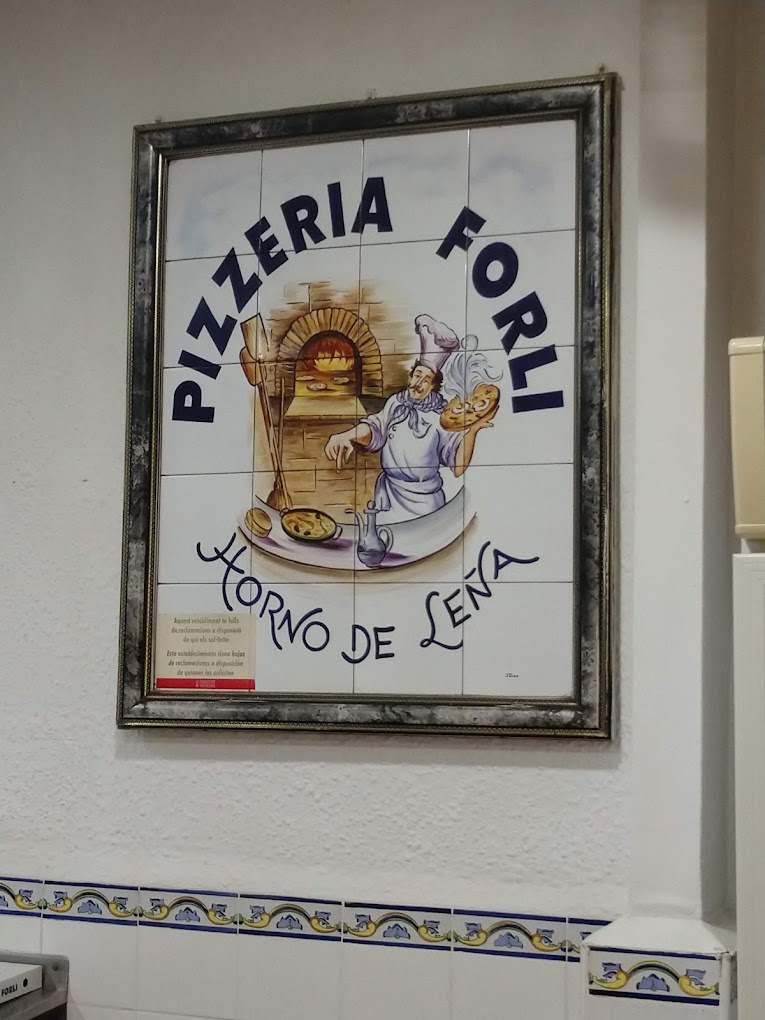 PIZZERIA FORLI
HORNO DE LEÑA
Aquest establiment té fulls
de reclamacions a disposició
de qui els sol·liciti
Este establecimiento tiene hojas
de reclamaciones a disposición
de quienes las soliciten
FORLI